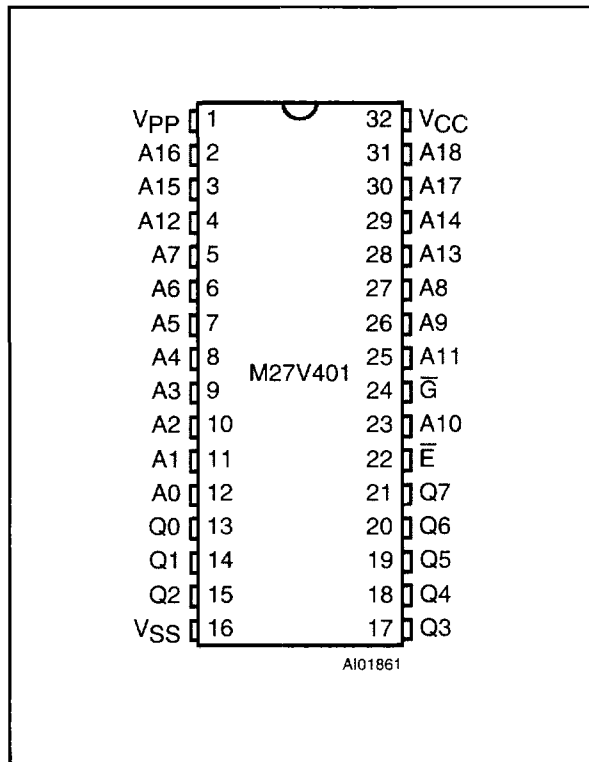 VPP 1 32 VCC
A16 2 31 A18
A15 3 30 A17
A12 4 29 A14
A7 5 28 A13
A6 6 27 A8
A5 7 26 A9
A4 8 25 A11
M27V401
A3 9 24 G̅
A2 10 23 A10
A1 11 22 E̅
A0 12 21 Q7
Q0 13 20 Q6
Q1 14 19 Q5
Q2 15 18 Q4
VSS 16 17 Q3
AI01861